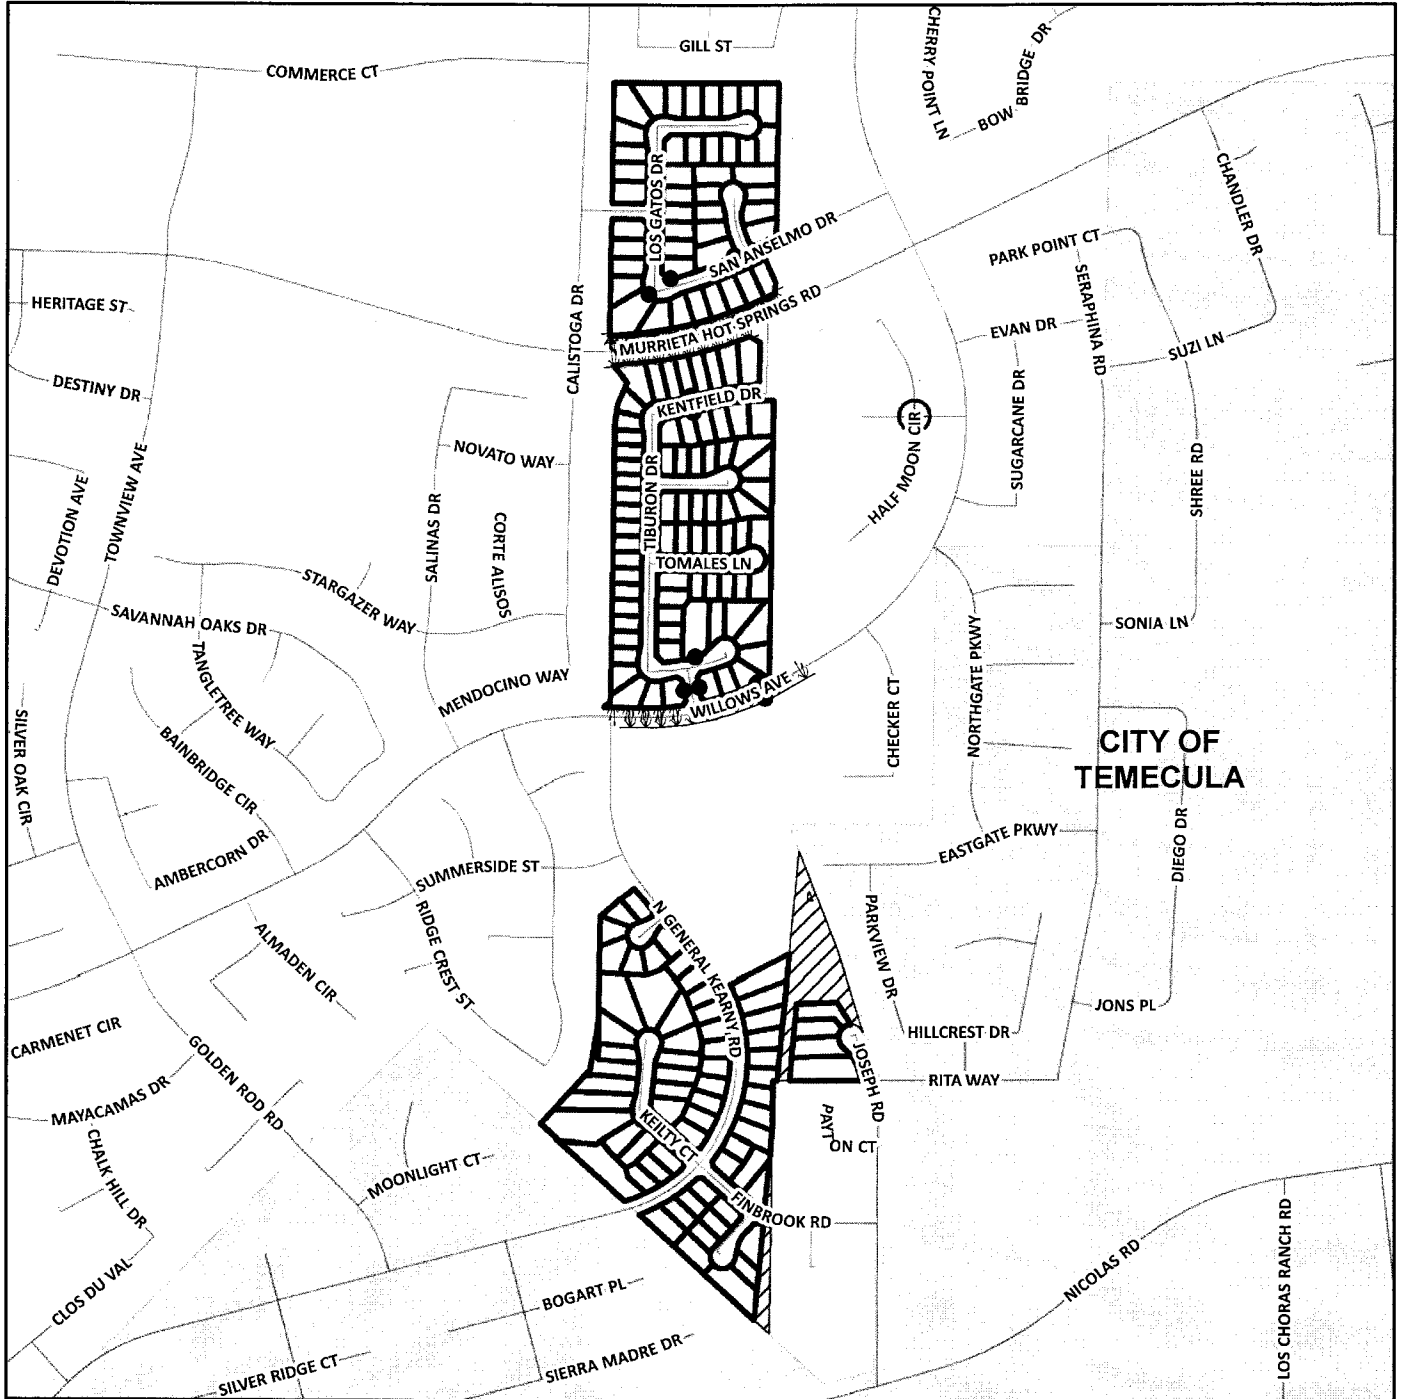 GILL ST
COMMERCE CT
CHERRY POINT LN
BOW BRIDGE DR
LOS GATOS DR
CHANDLER DR
SAN ANSELMO DR
PARK POINT CT
SERAPHINA RD
HERITAGE ST
CALISTOGA DR
MURRIETA HOT SPRINGS RD
EVAN DR
SUZI LN
DESTINY DR
KENTFIELD DR
SUGARCANE DR
HALF MOON CIR
NOVATO WAY
TOWNVIEW AVE
DEVOTION AVE
SALINAS DR
CORTE ALISOS
TIBURON DR
SHREE RD
TOMALES LN
STARGAZER WAY
SAVANNAH OAKS DR
SONIA LN
TANGLETREE WAY
NORTHGATE PKWY
MENDOCINO WAY
WILLOWS AVE
CHECKER CT
SILVER OAK CIR
BAINBRIDGE CIR
CITY OF
TEMECULA
AMBERCORN DR
SUMMERSIDE ST
EASTGATE PKWY
DIEGO DR
RIDGE CREST ST
N GENERAL KEARNY RD
PARKVIEW DR
ALMADEN CIR
JONS PL
HILLCREST DR
CARMENET CIR
GOLDEN ROD RD
JOSEPH RD
RITA WAY
MAYACAMAS DR
KEILTY CT
PAYTON CT
CHALK HILL DR
MOONLIGHT CT
FINBROOK RD
NICOLAS RD
LOS CHORAS RANCH RD
CLOS DU VAL
BOGART PL
SILVER RIDGE CT
SIERRA MADRE DR